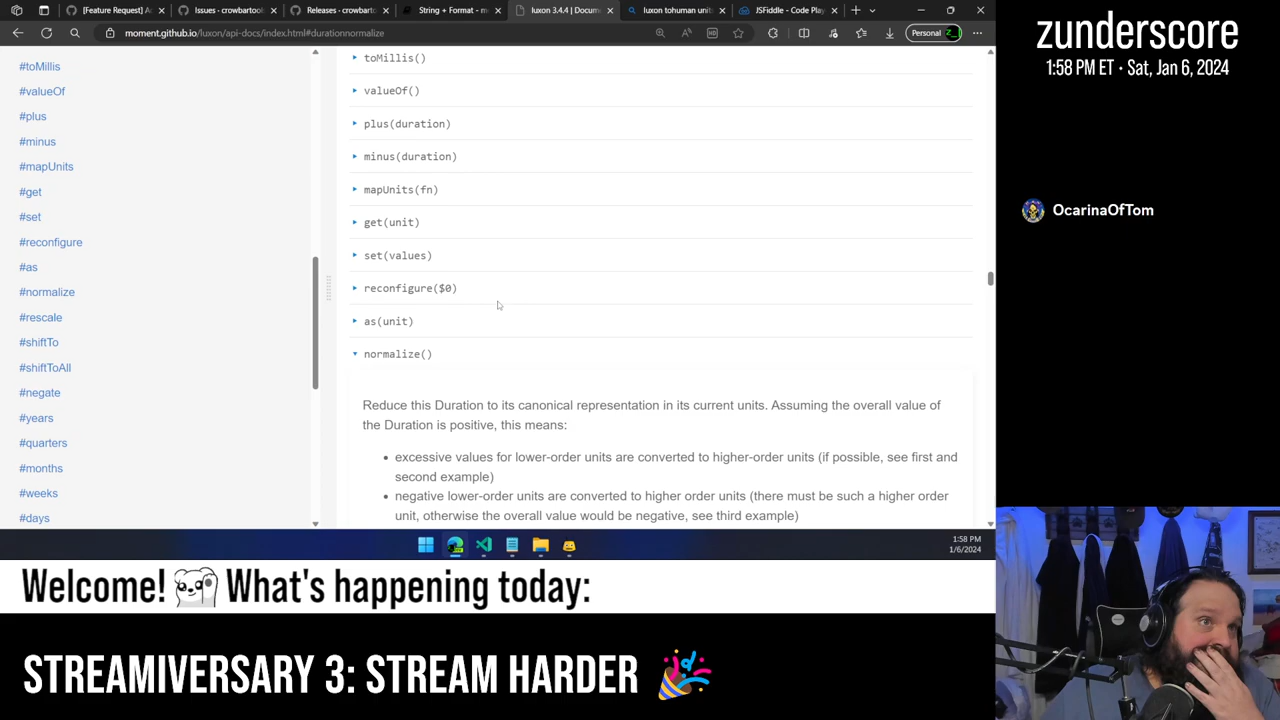 [Feature Request] A
Issues - crowbartool
Releases - crowbart
String + Format - m
luxon 3.4.4 | Docum
luxon tohuman unit
JSFiddle - Code Play
moment.github.io/luxon/api-docs/index.html#durationnormalize
Personal
#toMillis
#valueOf
#plus
#minus
#mapUnits
#get
#set
#reconfigure
#as
#normalize
#rescale
#shiftTo
#shiftToAll
#negate
#years
#quarters
#months
#weeks
#days
toMillis()
valueOf()
plus(duration)
minus(duration)
mapUnits(fn)
get(unit)
set(values)
reconfigure($0)
as(unit)
normalize()
Reduce this Duration to its canonical representation in its current units. Assuming the overall value of
the Duration is positive, this means:
• excessive values for lower-order units are converted to higher-order units (if possible, see first and
second example)
• negative lower-order units are converted to higher order units (there must be such a higher order
unit, otherwise the overall value would be negative, see third example)
1:58 PM
1/6/2024
zunderscore
1:58 PM ET • Sat, Jan 6, 2024
OcarinaOfTom
Welcome! What's happening today:
STREAMIVERSARY 3: STREAM HARDER